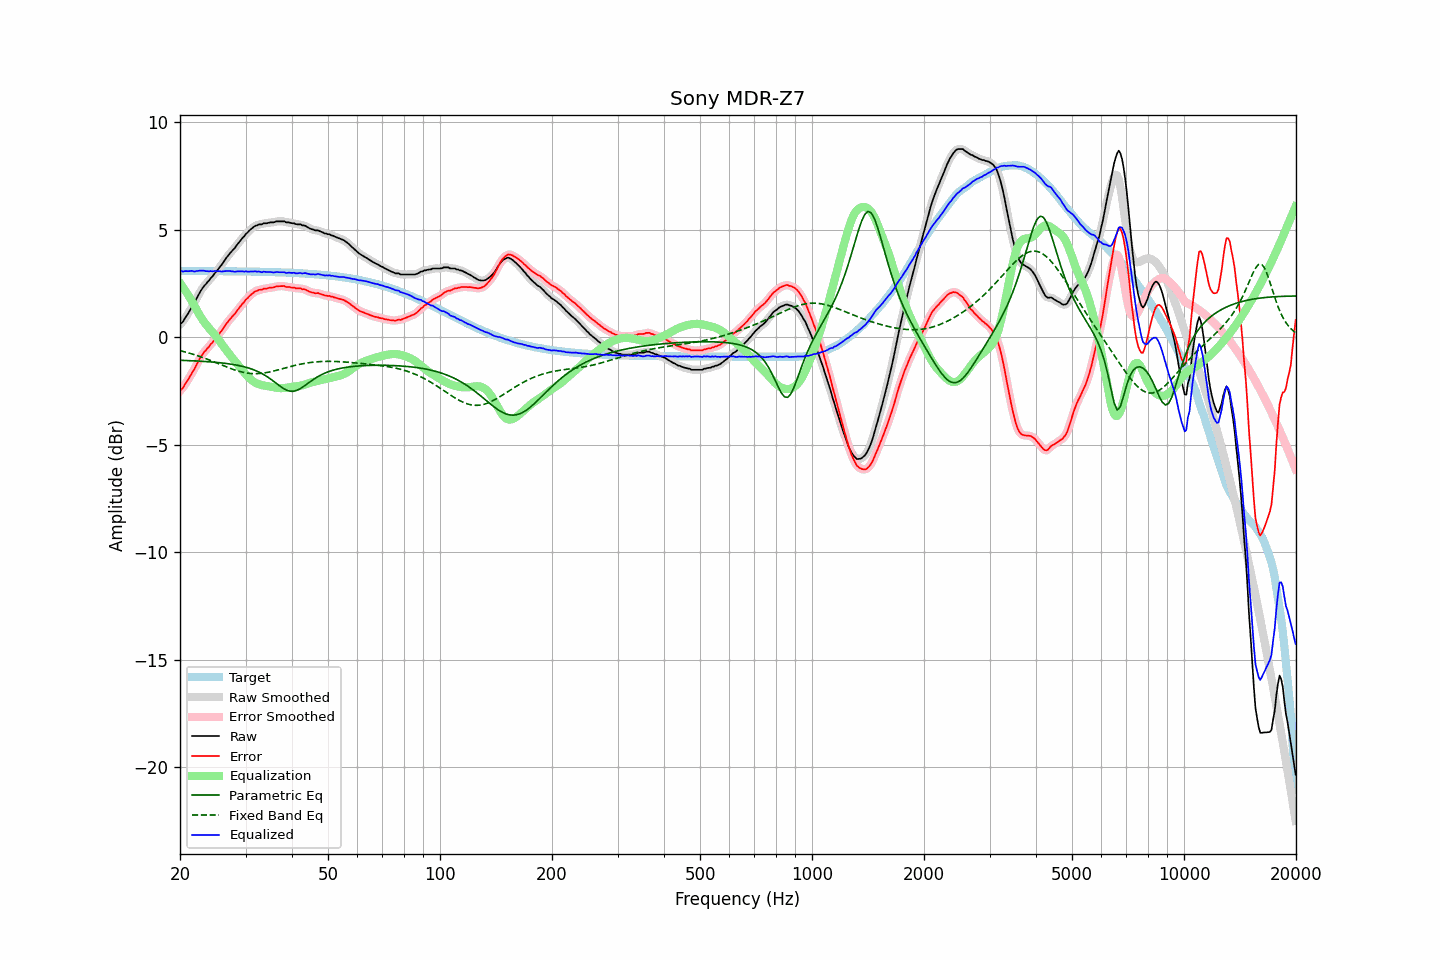 Sony MDR-Z7
10
5
0
−5
−10
−15
−20
Amplitude (dBr)
Target
Raw Smoothed
Error Smoothed
Raw
Error
Equalization
Parametric Eq
Fixed Band Eq
Equalized
20 50 100 200 500 1000 2000 5000 10000 20000
Frequency (Hz)